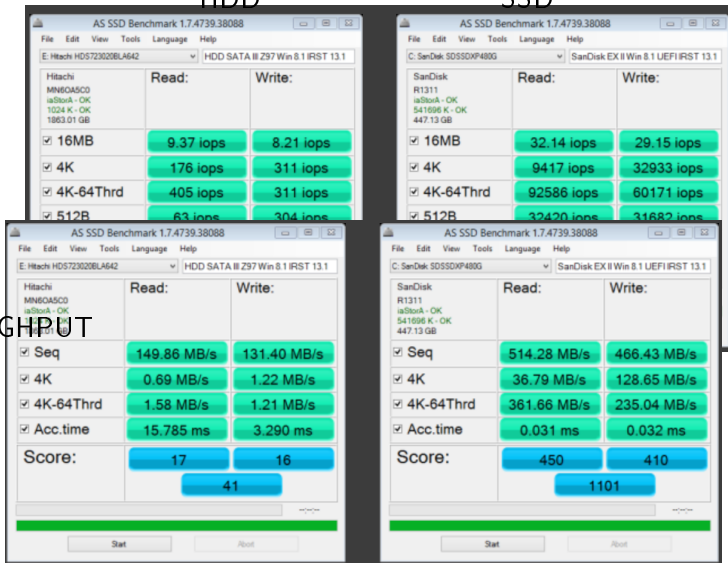 HDD SSD
AS SSD Benchmark 1.7.4739.38088
File Edit View Tools Language Help
E: Hitachi HDS723020BLA642 HDD SATA III Z97 Win 8.1 IRST 13.1
Hitachi Read: Write:
MN6OA5C0
iaStorA - OK
1024 K - OK
1863.01 GB
16MB 9.37 iops 8.21 iops
4K 176 iops 311 iops
4K-64Thrd 405 iops 311 iops
512B 63 iops 304 iops
AS SSD Benchmark 1.7.4739.38088
File Edit View Tools Language Help
C: SanDisk SDSSDXP480G SanDisk EX II Win 8.1 UEFI IRST 13.1
SanDisk Read: Write:
R1311
iaStorA - OK
541696 K - OK
447.13 GB
16MB 32.14 iops 29.15 iops
4K 9417 iops 32933 iops
4K-64Thrd 92586 iops 60171 iops
512B 32420 iops 31682 iops
GHPUT
AS SSD Benchmark 1.7.4739.38088
File Edit View Tools Language Help
E: Hitachi HDS723020BLA642 HDD SATA III Z97 Win 8.1 IRST 13.1
Hitachi Read: Write:
MN6OA5C0
iaStorA - OK
Seq 149.86 MB/s 131.40 MB/s
4K 0.69 MB/s 1.22 MB/s
4K-64Thrd 1.58 MB/s 1.21 MB/s
Acc.time 15.785 ms 3.290 ms
Score: 17 16
41
Start Abort
AS SSD Benchmark 1.7.4739.38088
File Edit View Tools Language Help
C: SanDisk SDSSDXP480G SanDisk EX II Win 8.1 UEFI IRST 13.1
SanDisk Read: Write:
R1311
iaStorA - OK
541696 K - OK
447.13 GB
Seq 514.28 MB/s 466.43 MB/s
4K 36.79 MB/s 128.65 MB/s
4K-64Thrd 361.66 MB/s 235.04 MB/s
Acc.time 0.031 ms 0.032 ms
Score: 450 410
1101
Start Abort